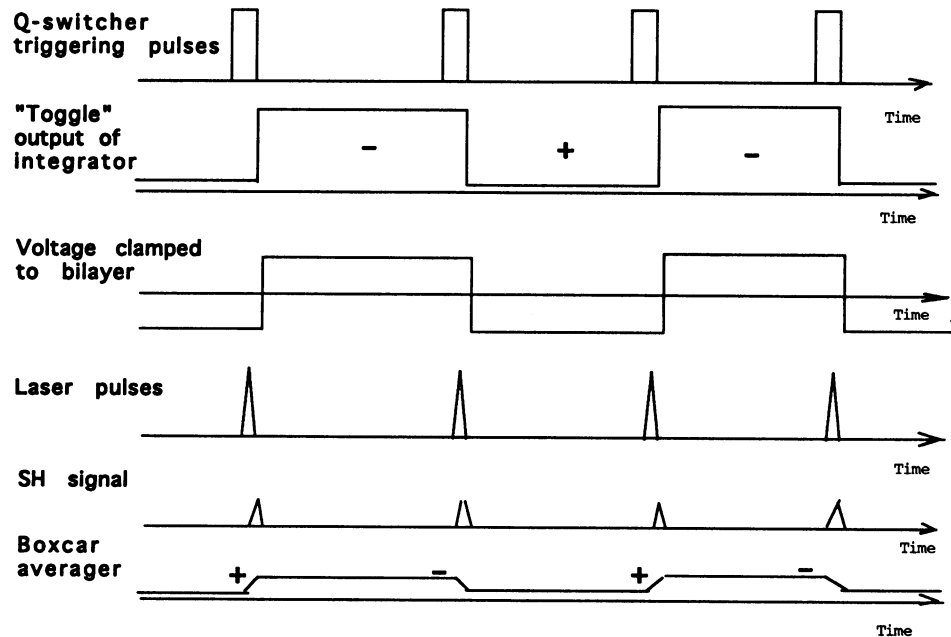 Q-switcher
triggering pulses
Time
"Toggle"
output of
integrator
− + −
Time
Voltage clamped
to bilayer
Time
Laser pulses
Time
SH signal
Time
Boxcar
averager
+ − + −
Time